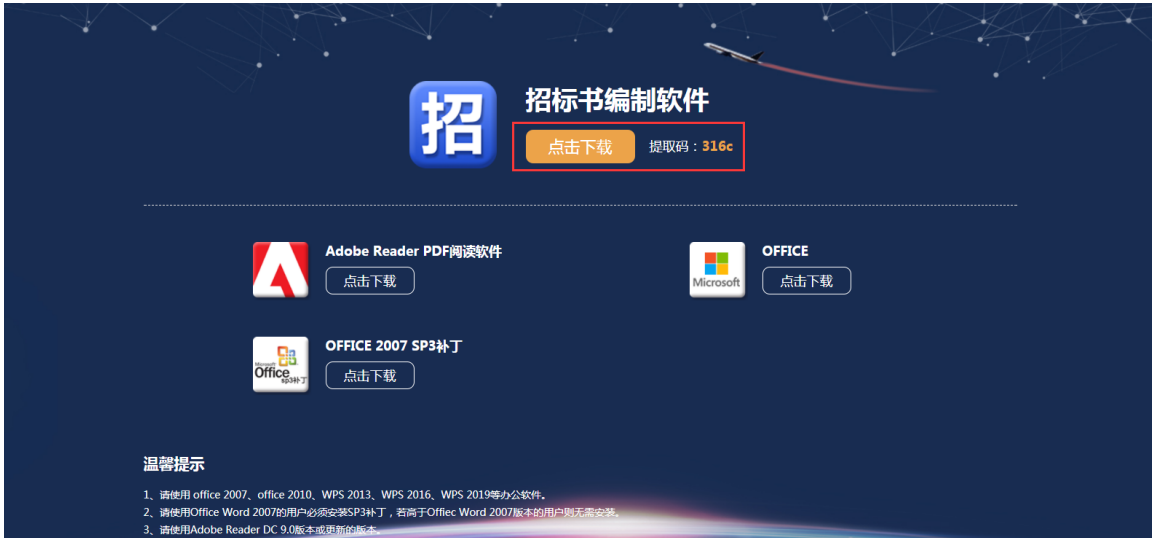 招
招标书编制软件
点击下载 提取码：316c
Adobe Reader PDF阅读软件
点击下载
Microsoft
OFFICE
点击下载
Microsoft
Office
sp3补丁
OFFICE 2007 SP3补丁
点击下载
温馨提示
1、请使用 office 2007、office 2010、WPS 2013、WPS 2016、WPS 2019等办公软件。
2、请使用Office Word 2007的用户必须安装SP3补丁，若高于Offiec Word 2007版本的用户则无需安装。
3、请使用Adobe Reader DC 9.0版本或更新的版本。